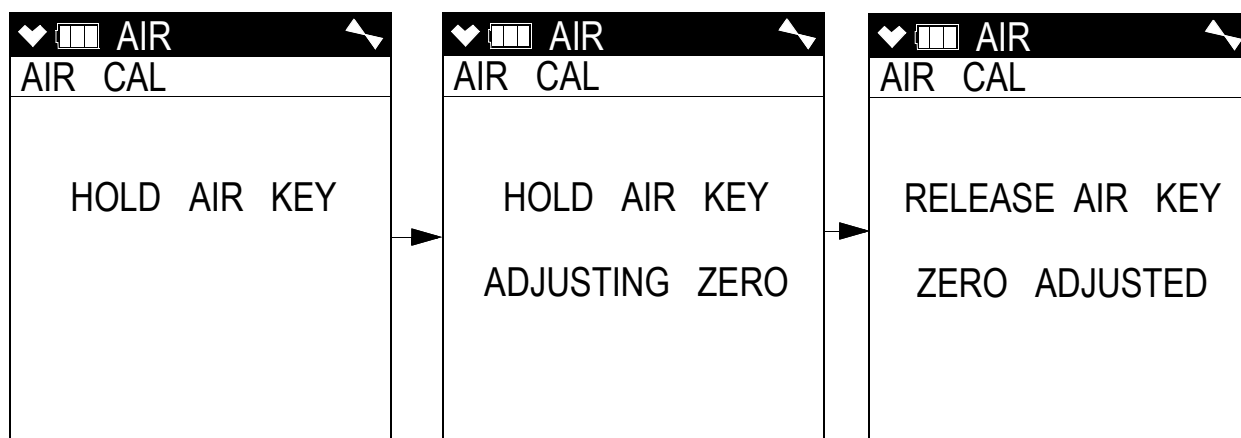 AIR
AIR CAL
HOLD AIR KEY
AIR
AIR CAL
HOLD AIR KEY
ADJUSTING ZERO
AIR
AIR CAL
RELEASE AIR KEY
ZERO ADJUSTED